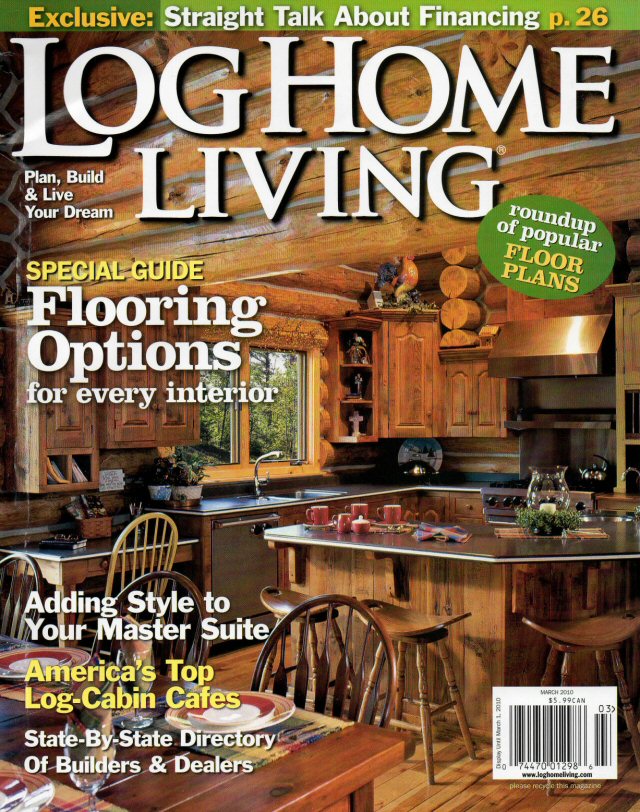 Exclusive: Straight Talk About Financing p. 26
LOG HOME
LIVING®
Plan, Build
& Live
Your Dream
roundup
of popular
FLOOR
PLANS
SPECIAL GUIDE
Flooring
Options
for every interior
Adding Style to
Your Master Suite
America's Top
Log-Cabin Cafes
State-By-State Directory
Of Builders & Dealers
Display Until March 1, 2010
MARCH 2010
$5.99CAN
03>
0 74470 01298 6
www.loghomeliving.com
please recycle this magazine